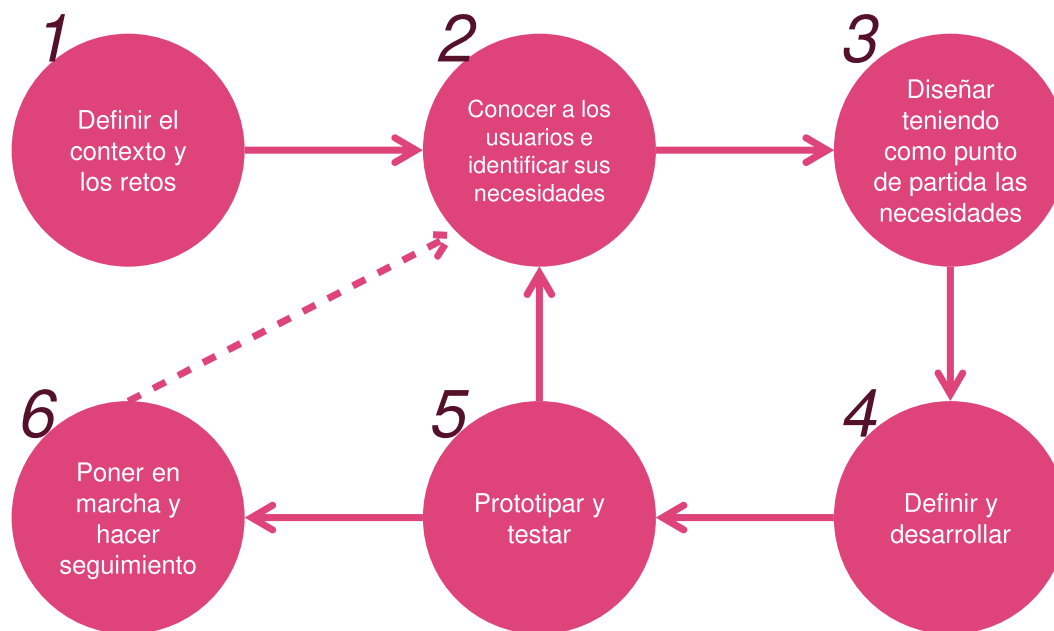 1
Definir el
contexto y
los retos
2
Conocer a los
usuarios e
identificar sus
necesidades
3
Diseñar
teniendo
como punto
de partida las
necesidades
4
Definir y
desarrollar
5
Prototipar y
testar
6
Poner en
marcha y
hacer
seguimiento